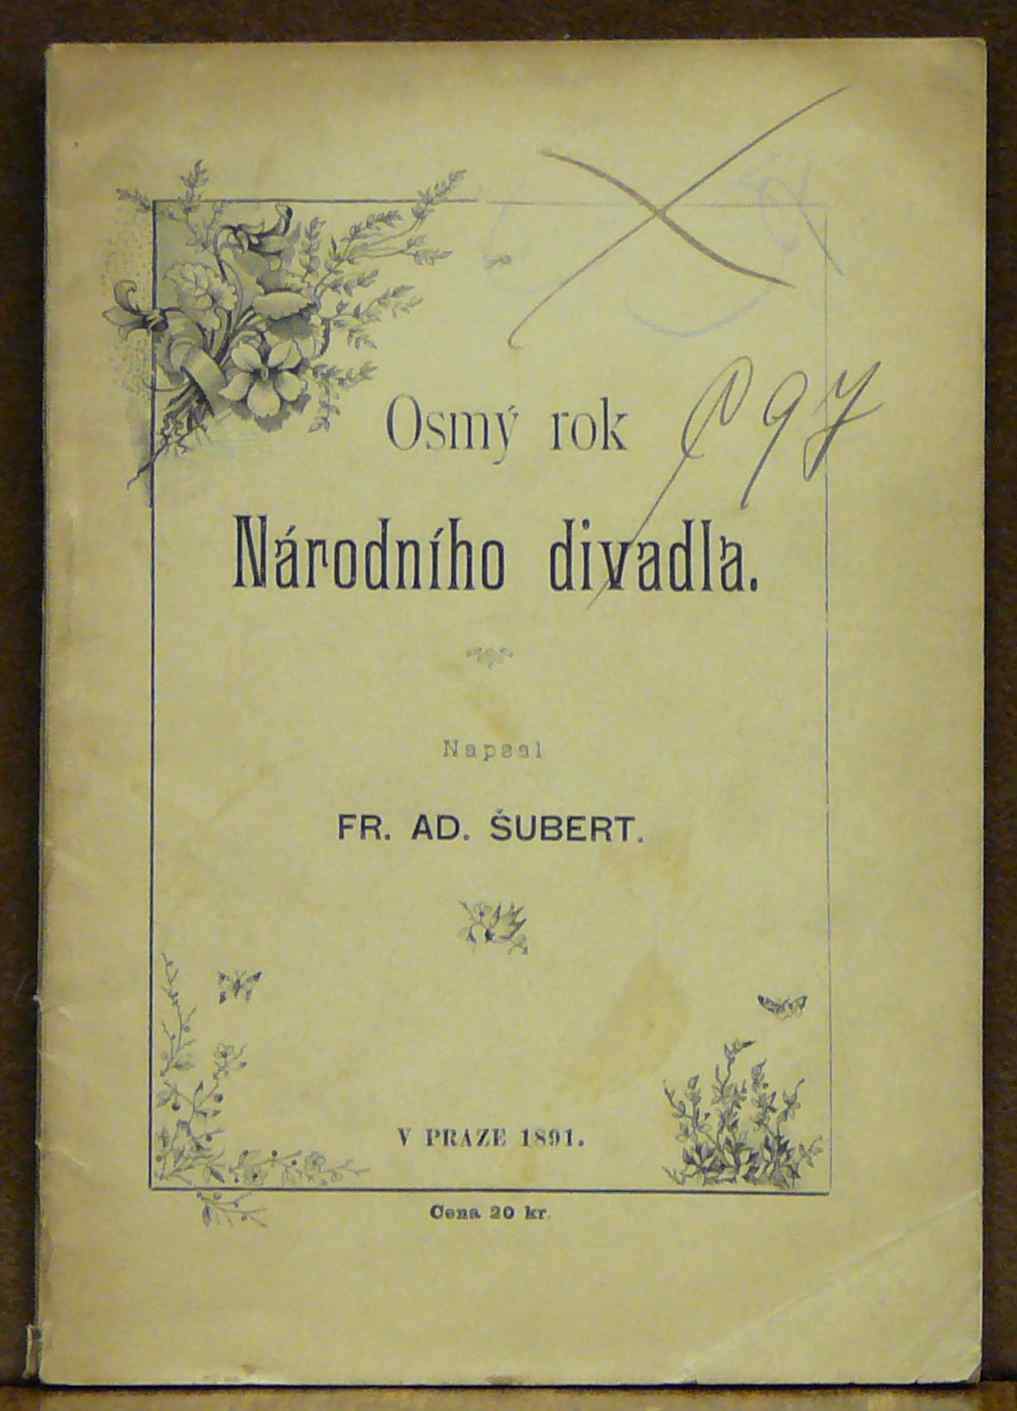 Osmý rok
Národního divadla.
Napsal
FR. AD. ŠUBERT.
V PRAZE 1891.
Cena 20 kr.